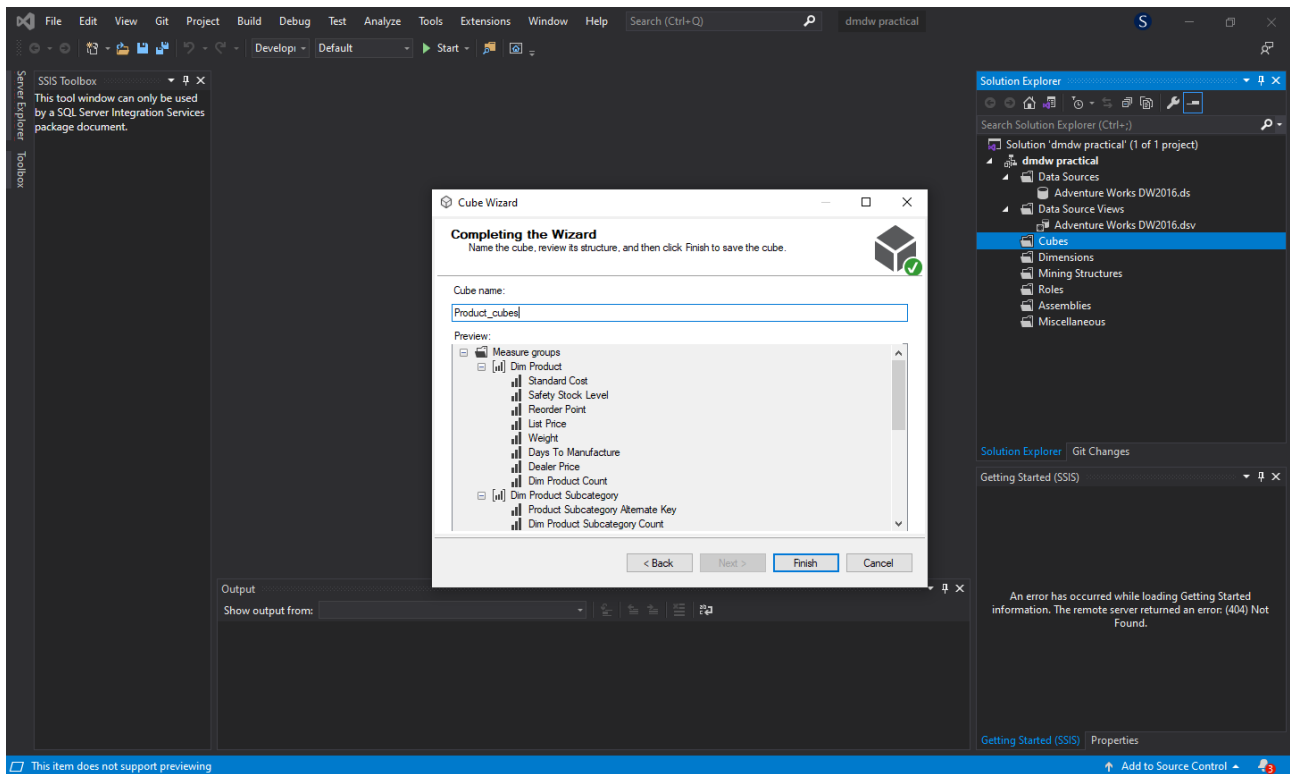 File Edit View Git Project Build Debug Test Analyze Tools Extensions Window Help Search (Ctrl+Q) dmdw practical S
Developi Default Start
Server Explorer
Toolbox
SSIS Toolbox
This tool window can only be used
by a SQL Server Integration Services
package document.
Cube Wizard
Completing the Wizard
Name the cube, review its structure, and then click Finish to save the cube.
Cube name:
Product_cubes
Preview:
Measure groups
Dim Product
Standard Cost
Safety Stock Level
Reorder Point
List Price
Weight
Days To Manufacture
Dealer Price
Dim Product Count
Dim Product Subcategory
Product Subcategory Alternate Key
Dim Product Subcategory Count
< Back Next > Finish Cancel
Output
Show output from:
Solution Explorer
Search Solution Explorer (Ctrl+;)
Solution 'dmdw practical' (1 of 1 project)
dmdw practical
Data Sources
Adventure Works DW2016.ds
Data Source Views
Adventure Works DW2016.dsv
Cubes
Dimensions
Mining Structures
Roles
Assemblies
Miscellaneous
Solution Explorer Git Changes
Getting Started (SSIS)
An error has occurred while loading Getting Started
information. The remote server returned an error: (404) Not
Found.
Getting Started (SSIS) Properties
This item does not support previewing
Add to Source Control 3